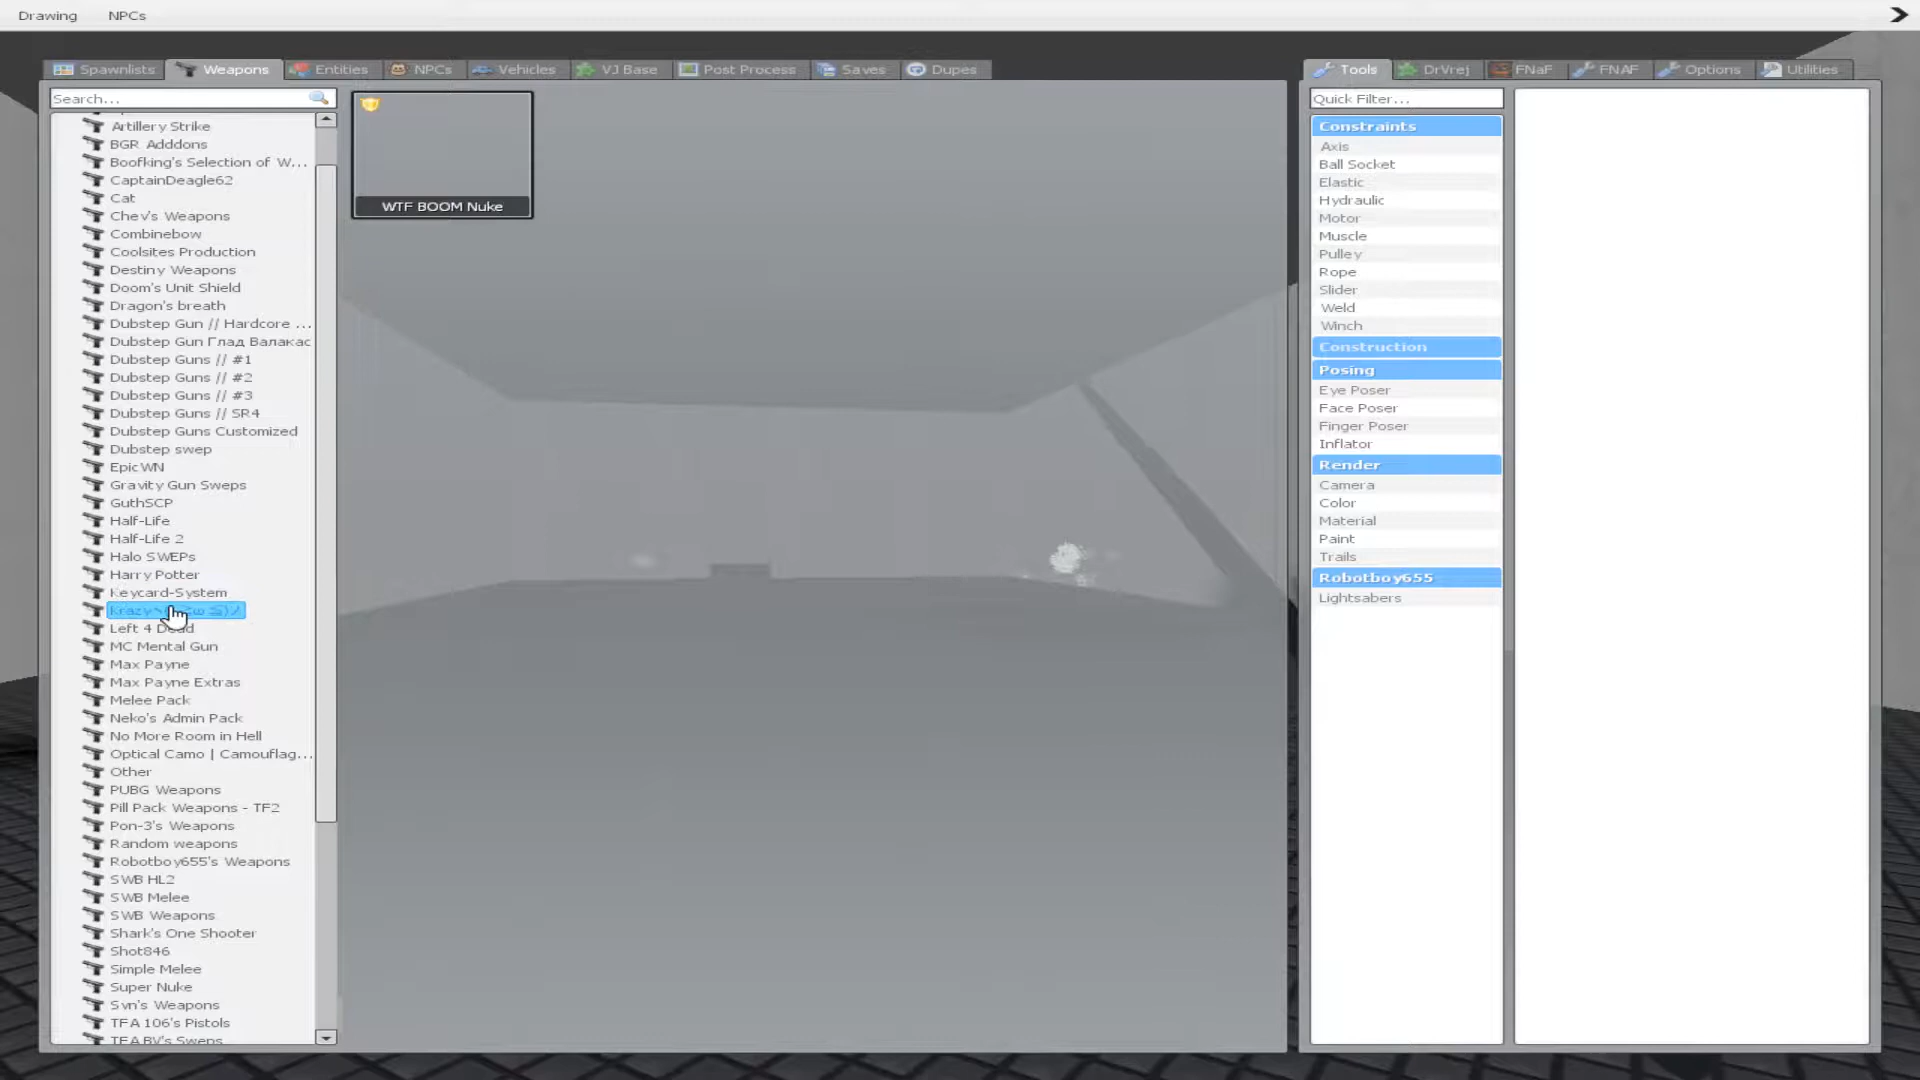 Drawing NPCs
Spawnlists Weapons Entities NPCs Vehicles VJ Base Post Process Saves Dupes
Tools DrVrej FNaF FNAF Options Utilities
Search...
Artillery Strike
BGR Adddons
Boofking's Selection of W...
CaptainDeagle62
Cat
Chev's Weapons
Combinebow
Coolsites Production
Destiny Weapons
Doom's Unit Shield
Dragon's breath
Dubstep Gun // Hardcore ...
Dubstep Gun Глад Валакас
Dubstep Guns // #1
Dubstep Guns // #2
Dubstep Guns // #3
Dubstep Guns // SR4
Dubstep Guns Customized
Dubstep swep
EpicWN
Gravity Gun Sweps
GuthSCP
Half-Life
Half-Life 2
Halo SWEPs
Harry Potter
Keycard-System
Left 4 Dead
MC Mental Gun
Max Payne
Max Payne Extras
Melee Pack
Neko's Admin Pack
No More Room in Hell
Optical Camo | Camouflag...
Other
PUBG Weapons
Pill Pack Weapons - TF2
Pon-3's Weapons
Random weapons
Robotboy655's Weapons
SWB HL2
SWB Melee
SWB Weapons
Shark's One Shooter
Shot846
Simple Melee
Super Nuke
Syn's Weapons
TFA 106's Pistols
TFA BV's Sweps
WTF BOOM Nuke
Quick Filter...
Constraints
Axis
Ball Socket
Elastic
Hydraulic
Motor
Muscle
Pulley
Rope
Slider
Weld
Winch
Construction
Posing
Eye Poser
Face Poser
Finger Poser
Inflator
Render
Camera
Color
Material
Paint
Trails
Robotboy655
Lightsabers